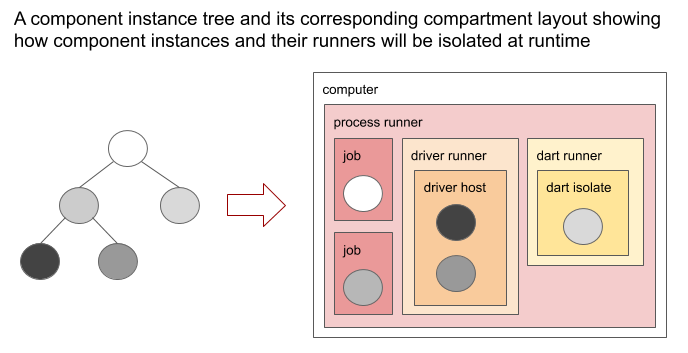 A component instance tree and its corresponding compartment layout showing
how component instances and their runners will be isolated at runtime
computer
process runner
job
driver runner
dart runner
driver host
dart isolate
job